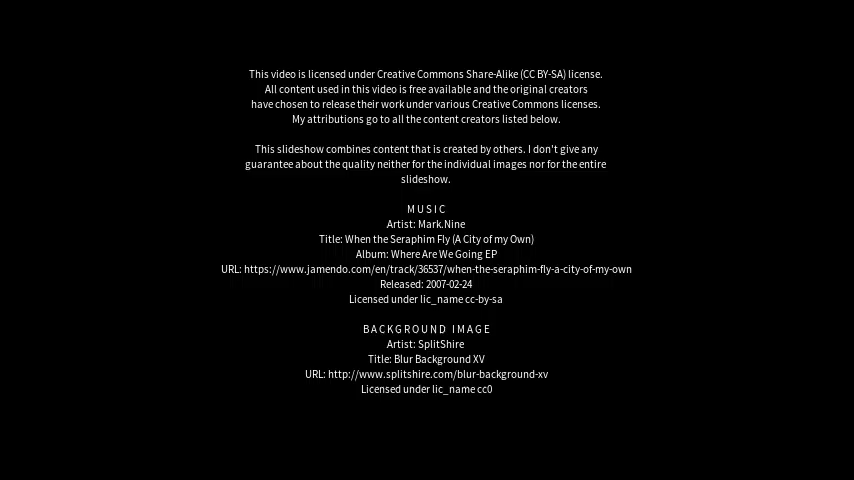 This video is licensed under Creative Commons Share-Alike (CC BY-SA) license.
All content used in this video is free available and the original creators
have chosen to release their work under various Creative Commons licenses.
My attributions go to all the content creators listed below.
This slideshow combines content that is created by others. I don't give any
guarantee about the quality neither for the individual images nor for the entire
slideshow.
MUSIC
Artist: Mark.Nine
Title: When the Seraphim Fly (A City of my Own)
Album: Where Are We Going EP
URL: https://www.jamendo.com/en/track/36537/when-the-seraphim-fly-a-city-of-my-own
Released: 2007-02-24
Licensed under lic_name cc-by-sa
BACKGROUND IMAGE
Artist: SplitShire
Title: Blur Background XV
URL: http://www.splitshire.com/blur-background-xv
Licensed under lic_name cc0